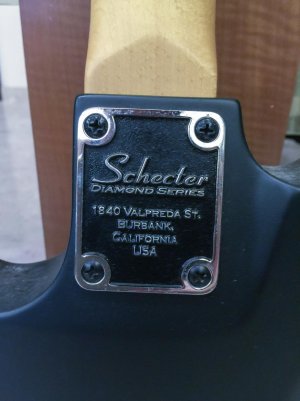 Schecter
DIAMOND SERIES
1840 VALPREDA ST.
BURBANK,
CALIFORNIA
USA